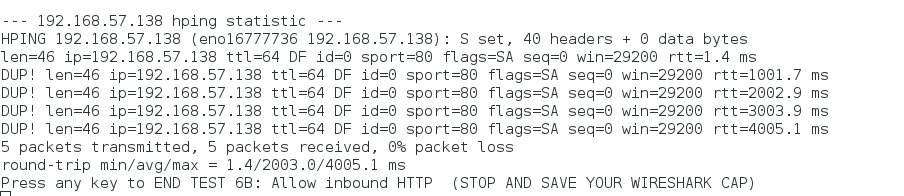 --- 192.168.57.138 hping statistic ---
HPING 192.168.57.138 (eno16777736 192.168.57.138): S set, 40 headers + 0 data bytes
len=46 ip=192.168.57.138 ttl=64 DF id=0 sport=80 flags=SA seq=0 win=29200 rtt=1.4 ms
DUP! len=46 ip=192.168.57.138 ttl=64 DF id=0 sport=80 flags=SA seq=0 win=29200 rtt=1001.7 ms
DUP! len=46 ip=192.168.57.138 ttl=64 DF id=0 sport=80 flags=SA seq=0 win=29200 rtt=2002.9 ms
DUP! len=46 ip=192.168.57.138 ttl=64 DF id=0 sport=80 flags=SA seq=0 win=29200 rtt=3003.9 ms
DUP! len=46 ip=192.168.57.138 ttl=64 DF id=0 sport=80 flags=SA seq=0 win=29200 rtt=4005.1 ms
5 packets transmitted, 5 packets received, 0% packet loss
round-trip min/avg/max = 1.4/2003.0/4005.1 ms
Press any key to END TEST 6B: Allow inbound HTTP  (STOP AND SAVE YOUR WIRESHARK CAP)